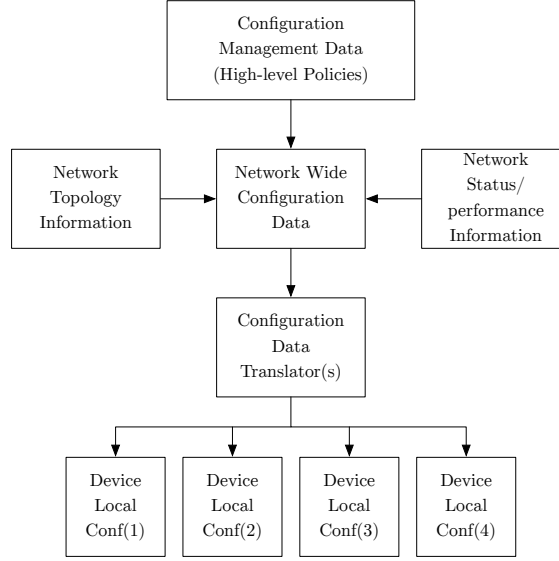 Configuration
Management Data
(High-level Policies)
Network
Topology
Information
Network Wide
Configuration
Data
Network
Status/
performance
Information
Configuration
Data
Translator(s)
Device
Local
Conf(1)
Device
Local
Conf(2)
Device
Local
Conf(3)
Device
Local
Conf(4)